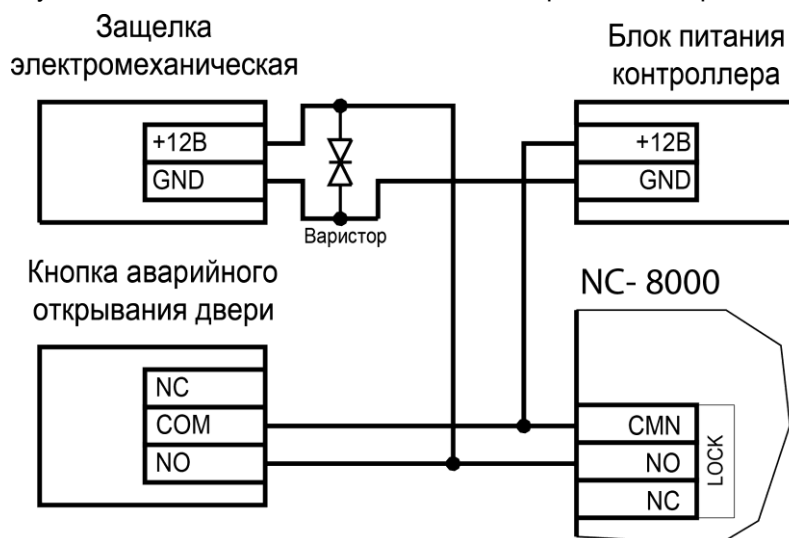 Защелка
электромеханическая
+12В
GND
Варистор
Блок питания
контроллера
+12В
GND
Кнопка аварийного
открывания двери
NC
COM
NO
NC- 8000
CMN
NO
NC
LOCK